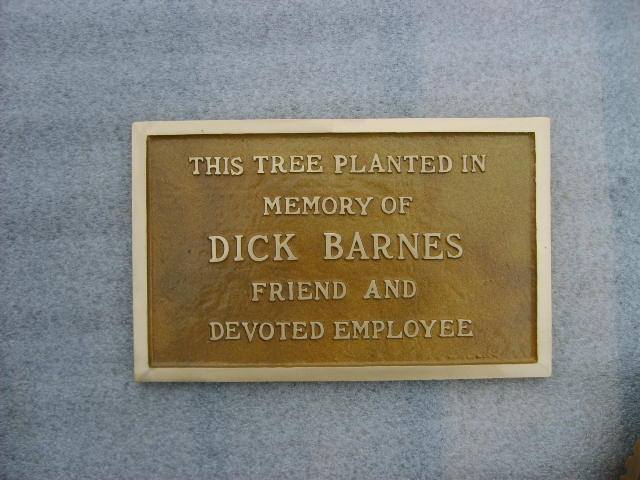 THIS TREE PLANTED IN
MEMORY OF
DICK BARNES
FRIEND AND
DEVOTED EMPLOYEE